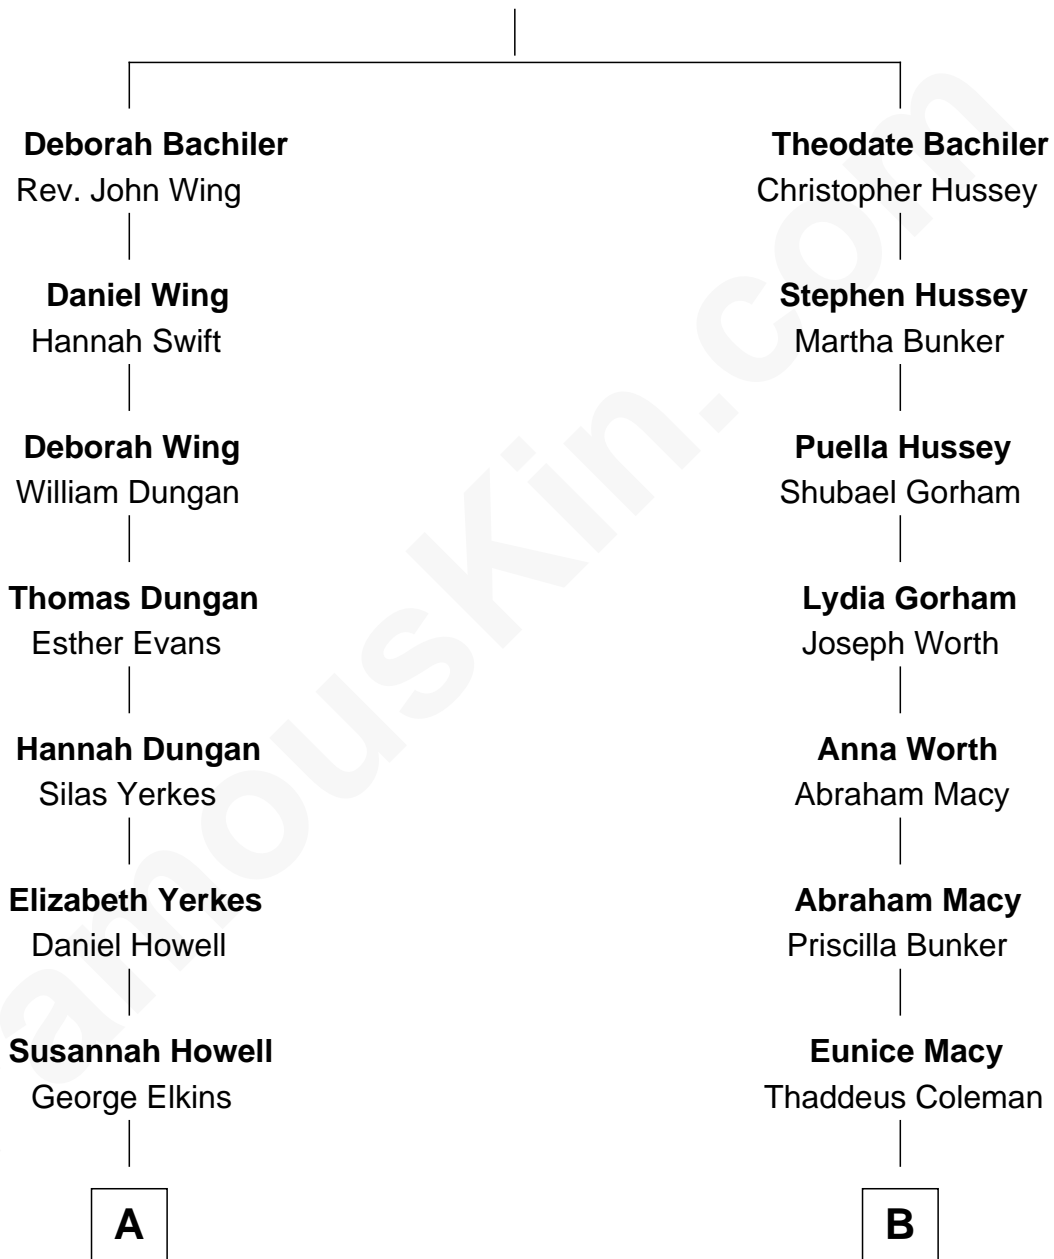 Deborah Bachiler
Rev. John Wing
Daniel Wing
Hannah Swift
Deborah Wing
William Dungan
Thomas Dungan
Esther Evans
Hannah Dungan
Silas Yerkes
Elizabeth Yerkes
Daniel Howell
Susannah Howell
George Elkins
A
Theodate Bachiler
Christopher Hussey
Stephen Hussey
Martha Bunker
Puella Hussey
Shubael Gorham
Lydia Gorham
Joseph Worth
Anna Worth
Abraham Macy
Abraham Macy
Priscilla Bunker
Eunice Macy
Thaddeus Coleman
B
amouskin.com